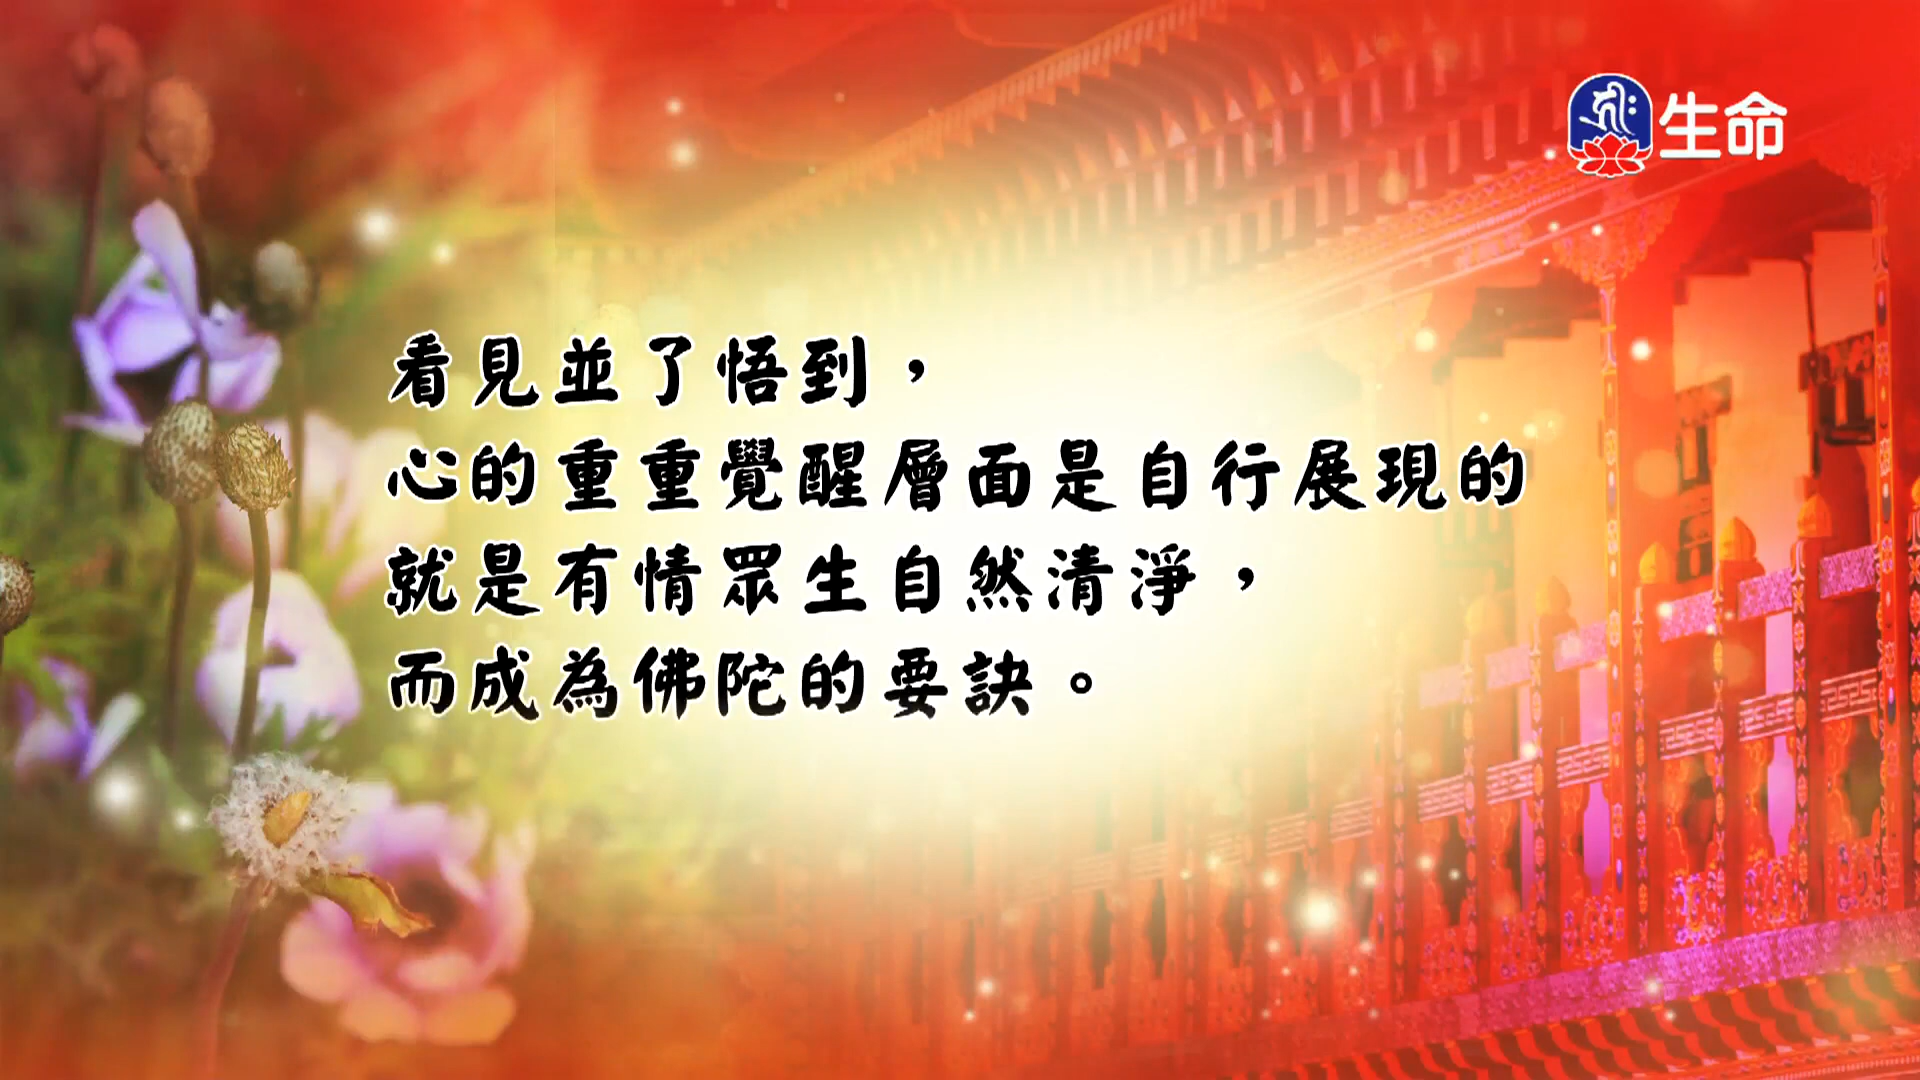 生命
看見並了悟到，
心的重重覺醒層面是自行展現的
就是有情眾生自然清淨，
而成為佛陀的要訣。